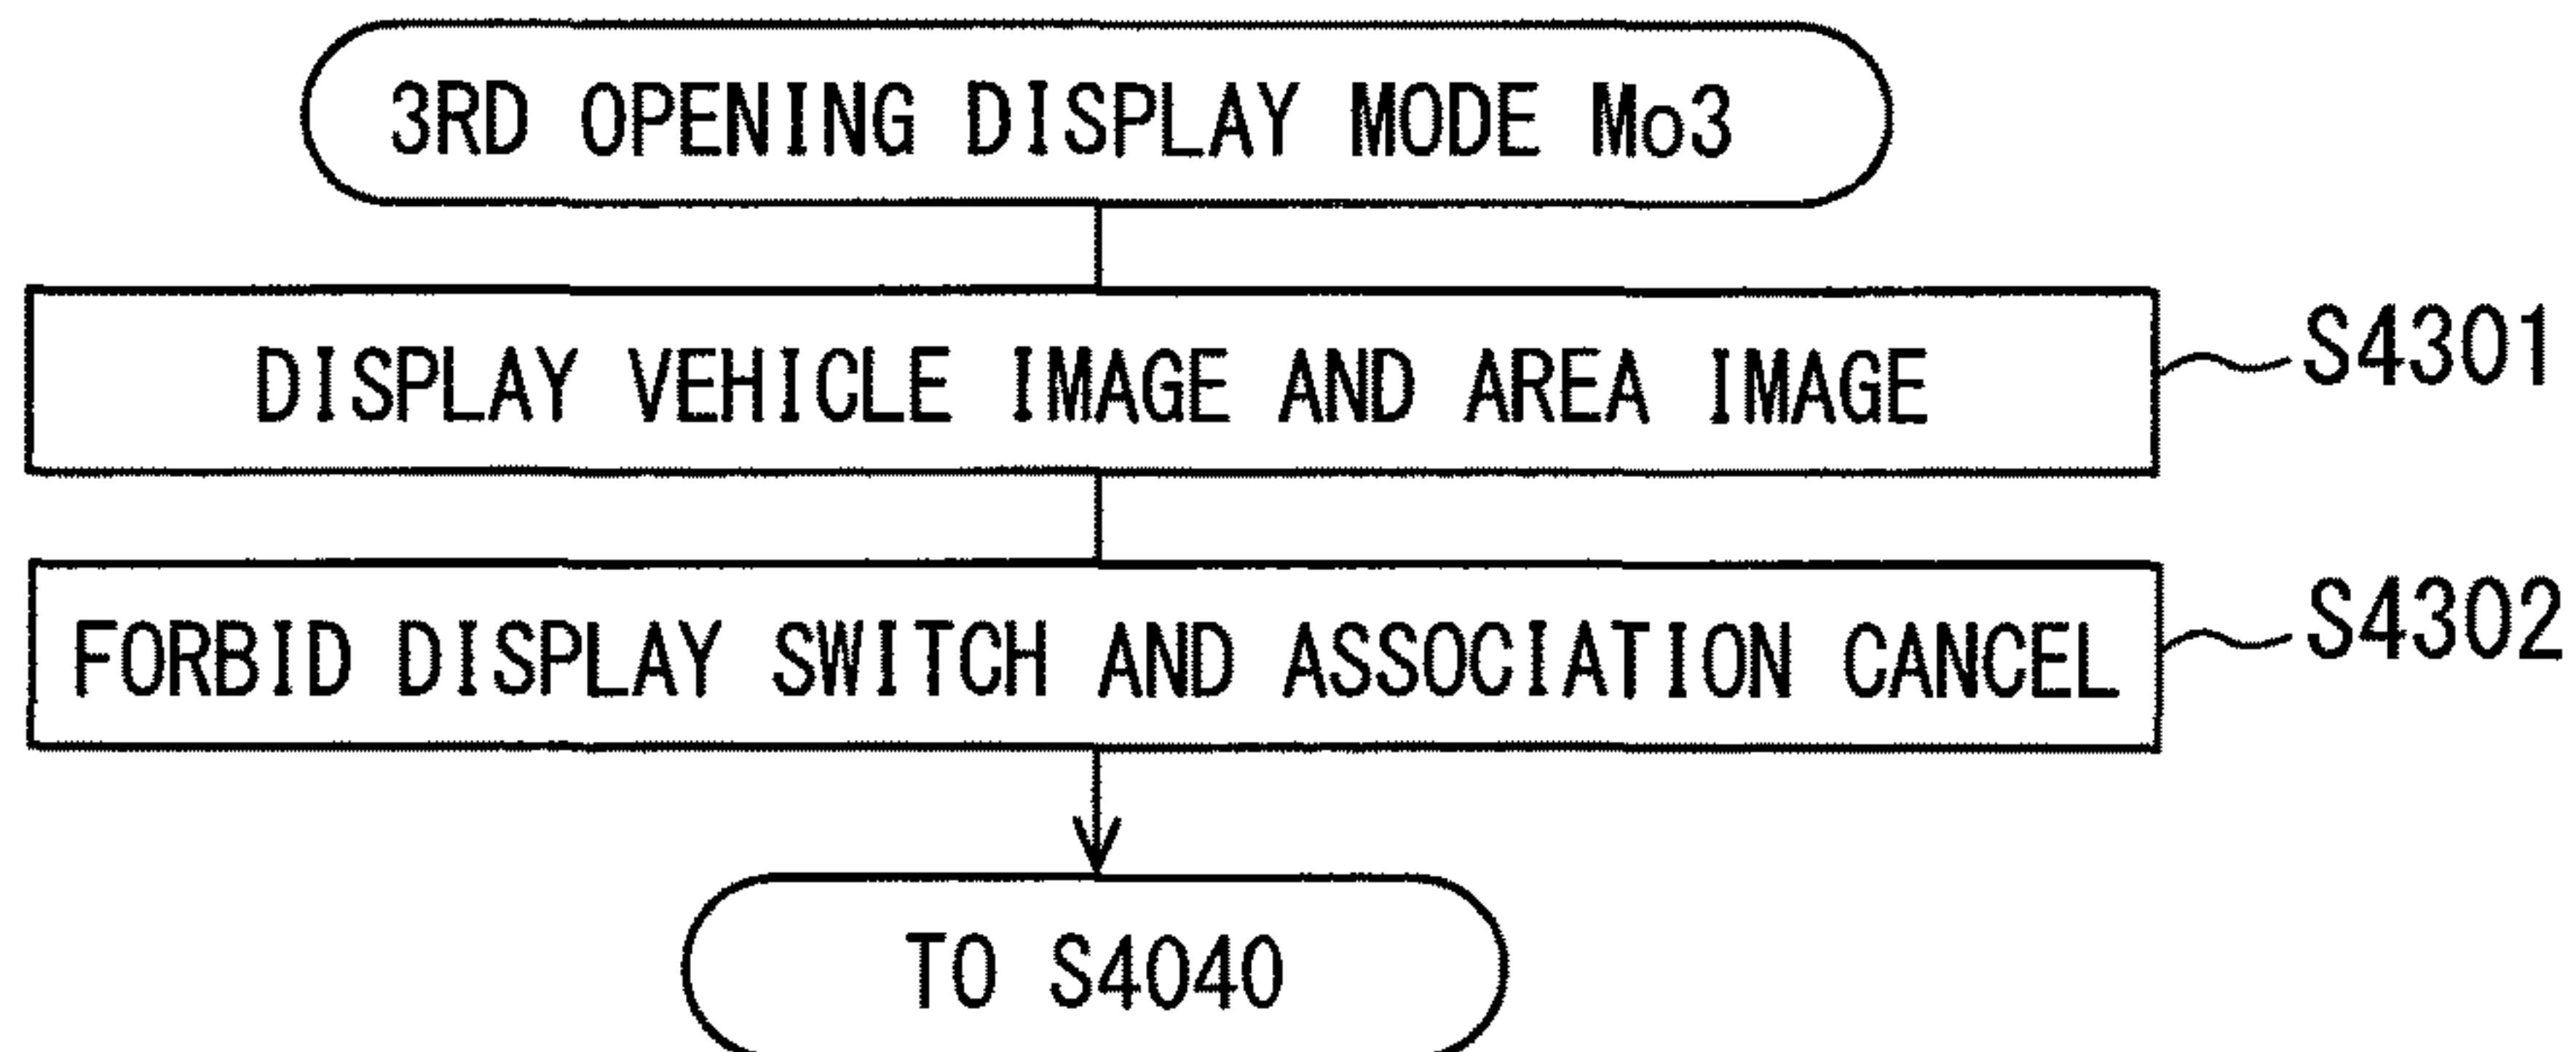 3RD OPENING DISPLAY MODE Mo3
DISPLAY VEHICLE IMAGE AND AREA IMAGE
S4301
FORBID DISPLAY SWITCH AND ASSOCIATION CANCEL
S4302
TO S4040